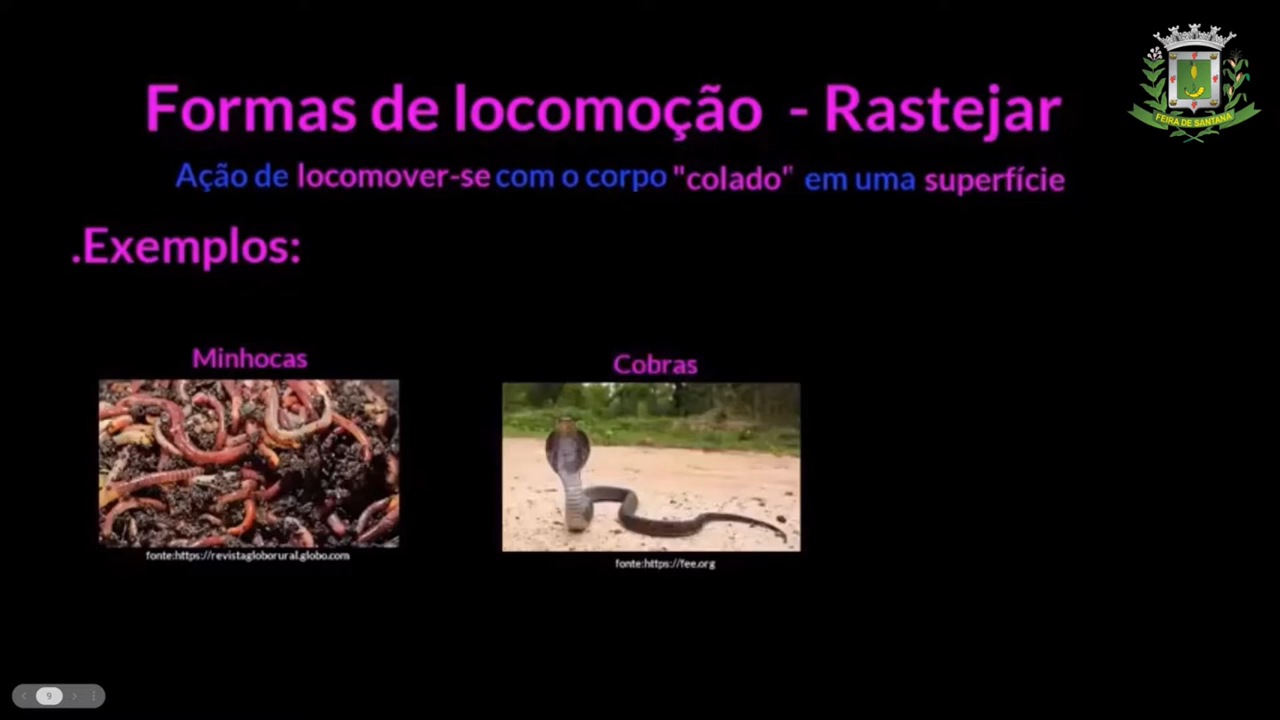 Formas de locomoção - Rastejar
FEIRA DE SANTANA
Ação de locomover-se com o corpo "colado" em uma superfície
.Exemplos:
Minhocas
Cobras
fonte:https://revistagloborural.globo.com
fonte:https://fee.org
9